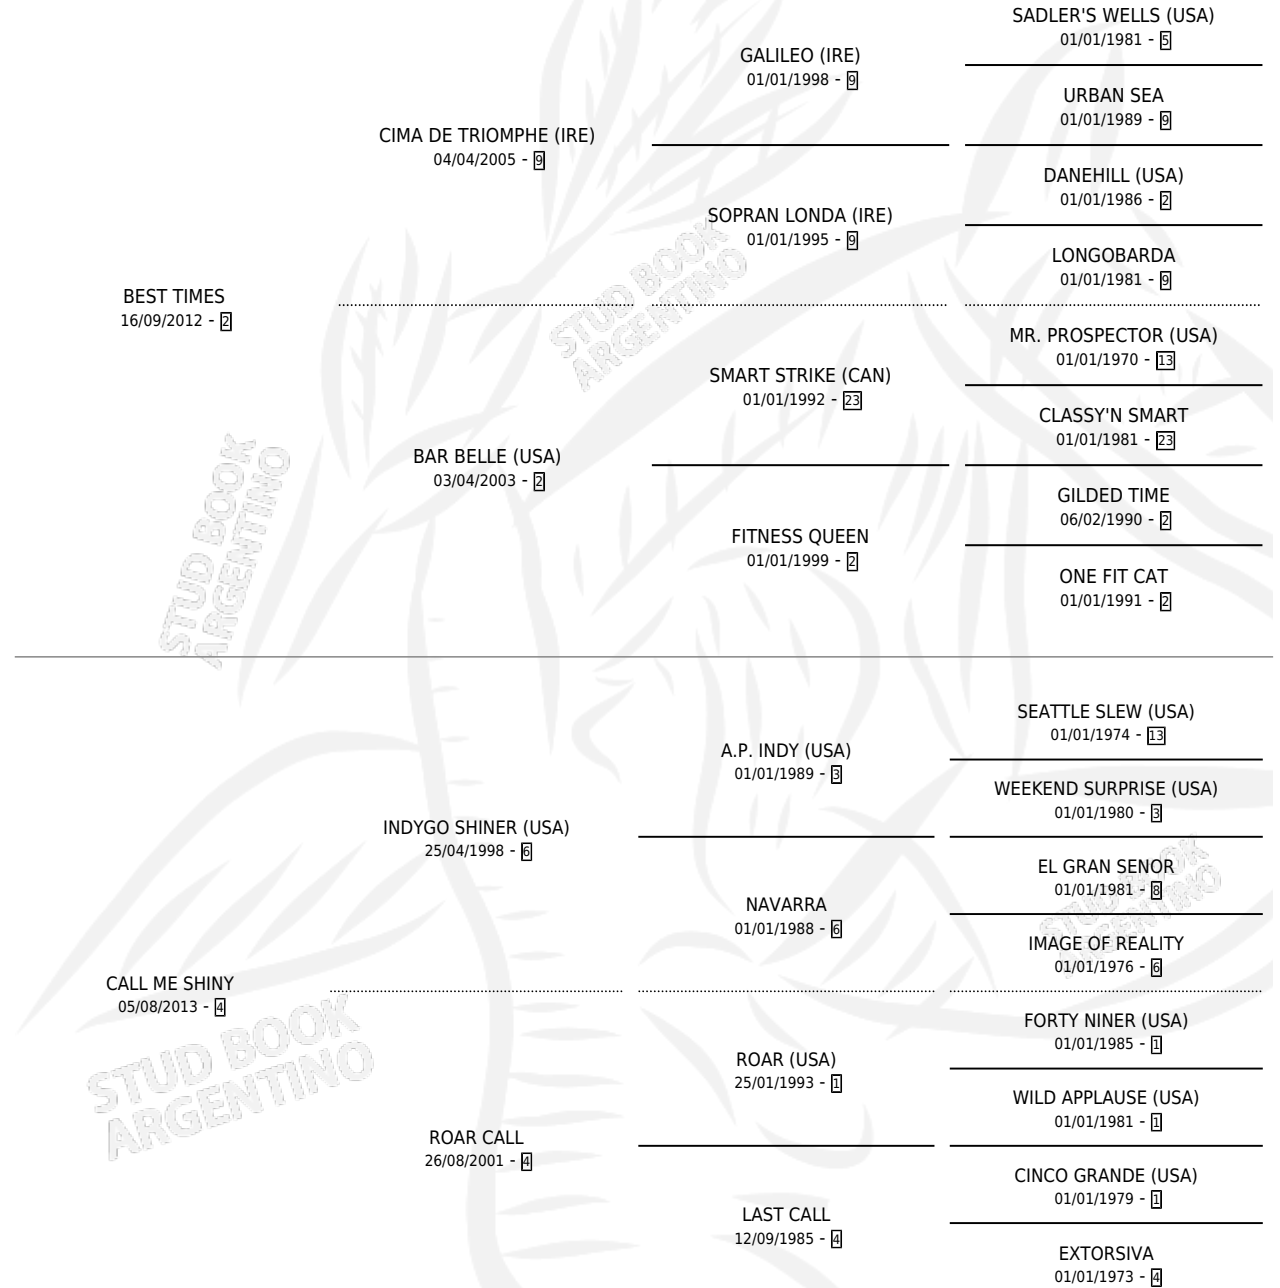 SADLER'S WELLS (USA)
01/01/1981 - 5
GALILEO (IRE)
01/01/1998 - 9
URBAN SEA
01/01/1989 - 9
CIMA DE TRIOMPHE (IRE)
04/04/2005 - 9
DANEHILL (USA)
01/01/1986 - 2
SOPRAN LONDA (IRE)
01/01/1995 - 9
LONGOBARDA
01/01/1981 - 9
BEST TIMES
16/09/2012 - 2
STUD BOOK
ARGENTINO
MR. PROSPECTOR (USA)
01/01/1970 - 13
SMART STRIKE (CAN)
01/01/1992 - 23
CLASSY'N SMART
01/01/1981 - 23
BAR BELLE (USA)
03/04/2003 - 2
GILDED TIME
06/02/1990 - 2
FITNESS QUEEN
01/01/1999 - 2
ONE FIT CAT
01/01/1991 - 2
STUD BOOK
ARGENTINO
SEATTLE SLEW (USA)
01/01/1974 - 13
A.P. INDY (USA)
01/01/1989 - 3
WEEKEND SURPRISE (USA)
01/01/1980 - 3
INDYGO SHINER (USA)
25/04/1998 - 6
EL GRAN SENOR
01/01/1981 - 8
STUD BOOK
ARGENTINO
NAVARRA
01/01/1988 - 6
IMAGE OF REALITY
01/01/1976 - 6
CALL ME SHINY
05/08/2013 - 4
FORTY NINER (USA)
01/01/1985 - 1
STUD BOOK
ARGENTINO
ROAR (USA)
25/01/1993 - 1
WILD APPLAUSE (USA)
01/01/1981 - 1
ROAR CALL
26/08/2001 - 4
CINCO GRANDE (USA)
01/01/1979 - 1
LAST CALL
12/09/1985 - 4
EXTORSIVA
01/01/1973 - 4